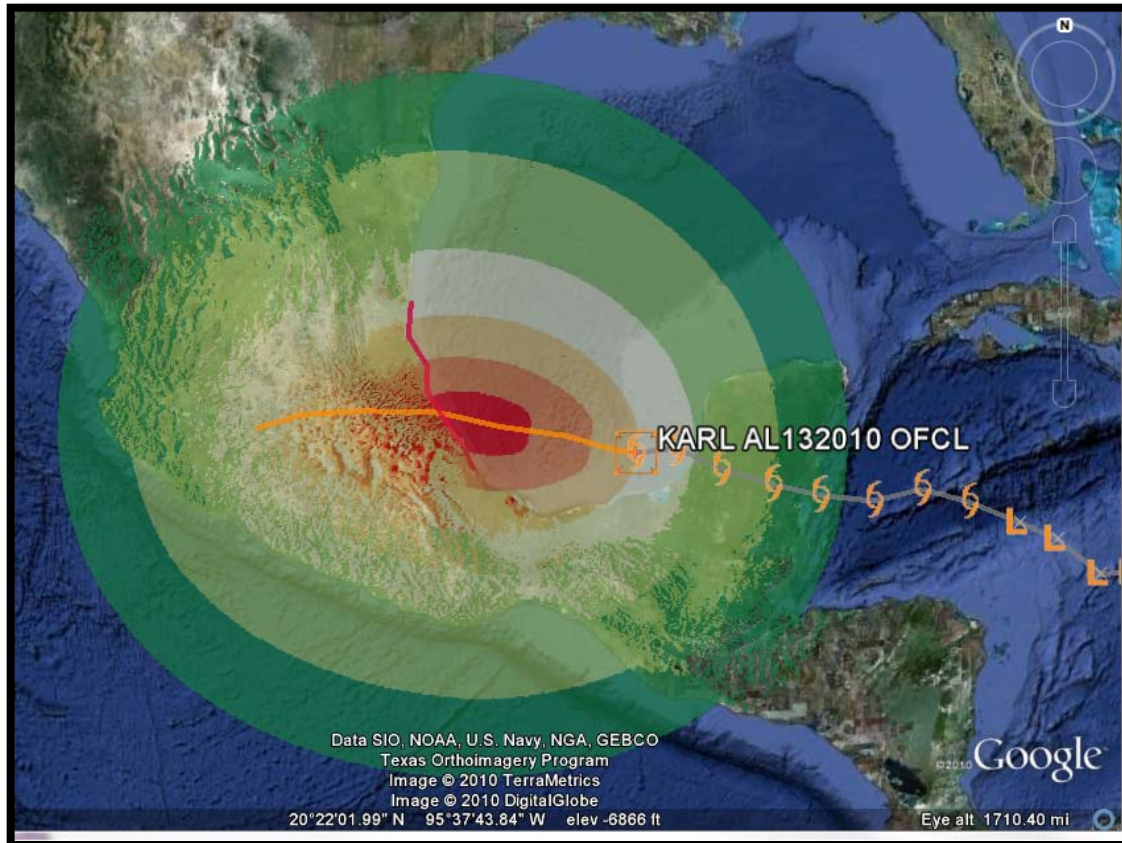 N
KARL AL132010 OFCL
L
L
L
Data SIO, NOAA, U.S. Navy, NGA, GEBCO
Texas Orthoimagery Program
Image © 2010 TerraMetrics
Image © 2010 DigitalGlobe
©2010 Google
20°22'01.99" N 95°37'43.84" W elev -6866 ft
Eye alt 1710.40 mi